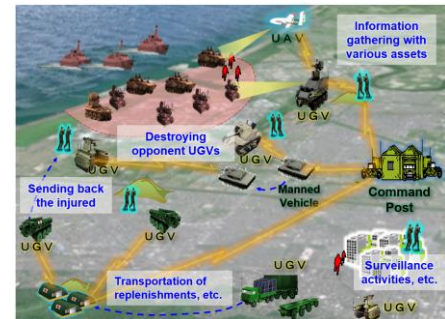 UAV
Information
gathering with
various assets
UGV
Destroying
opponent UGVs
UGV
UGV
Manned
Vehicle
Command
Post
Sending back
the injured
UGV
UGV
Transportation of
replenishments, etc.
UGV
Surveillance
activities, etc.
UGV